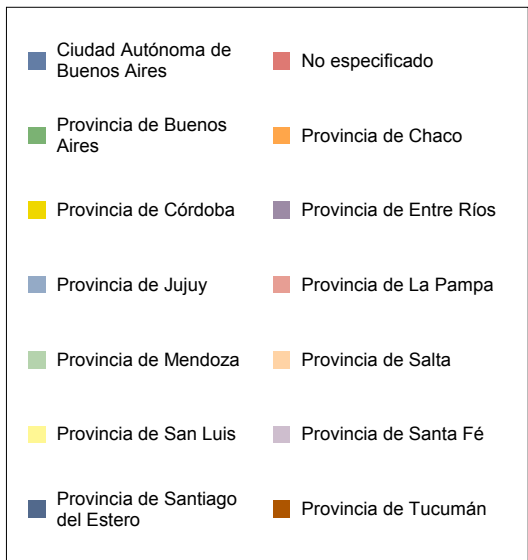 Ciudad Autónoma de
Buenos Aires
No especificado
Provincia de Buenos
Aires
Provincia de Chaco
Provincia de Córdoba
Provincia de Entre Ríos
Provincia de Jujuy
Provincia de La Pampa
Provincia de Mendoza
Provincia de Salta
Provincia de San Luis
Provincia de Santa Fé
Provincia de Santiago
del Estero
Provincia de Tucumán